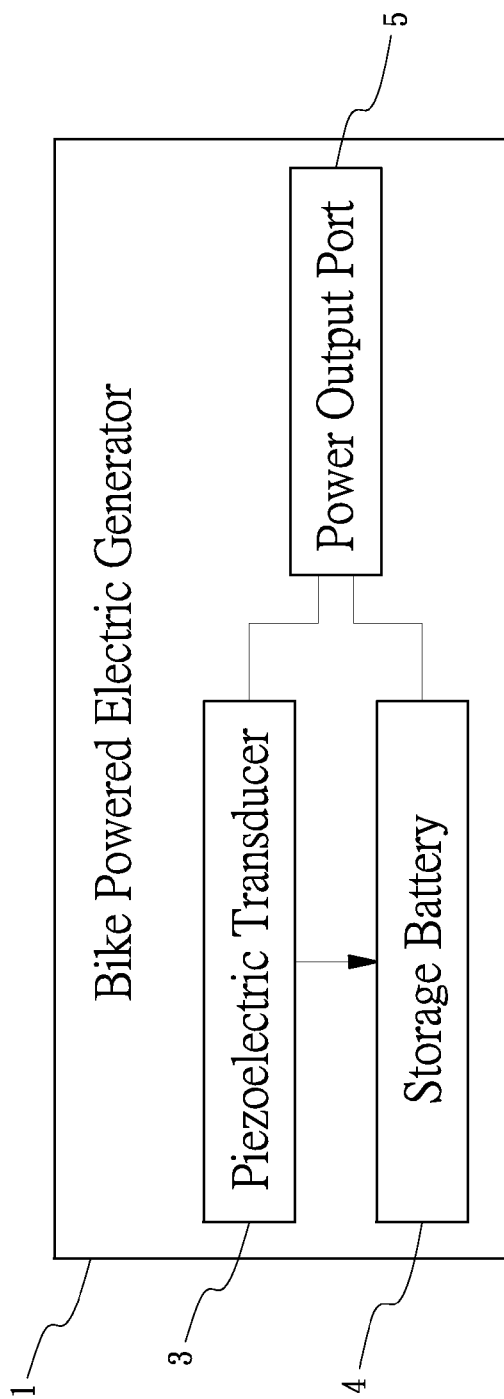 1
Bike Powered Electric Generator
3
Piezoelectric Transducer
Power Output Port
5
4
Storage Battery